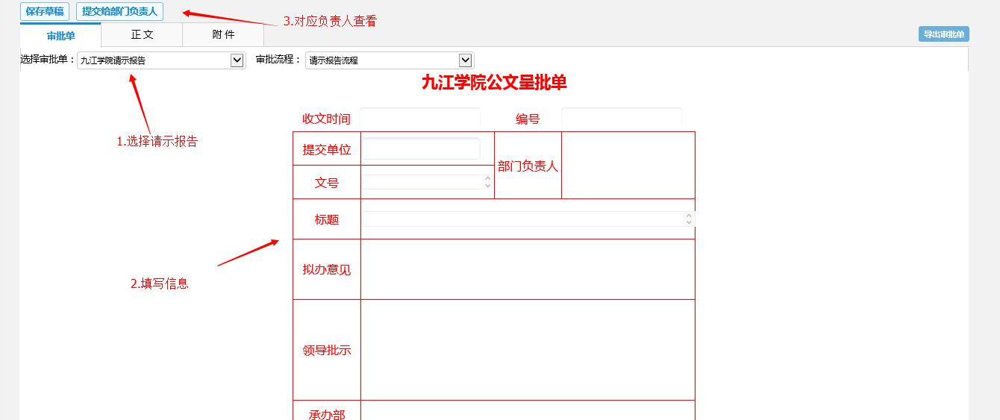 保存草稿 提交给部门负责人
3.对应负责人查看
审批单 正文 附件 导出审批单
选择审批单： 九江学院请示报告 审批流程： 请示报告流程
九江学院公文呈批单
收文时间 编号
1.选择请示报告
提交单位
部门负责人
文号
标题
拟办意见
2.填写信息
领导批示
承办部